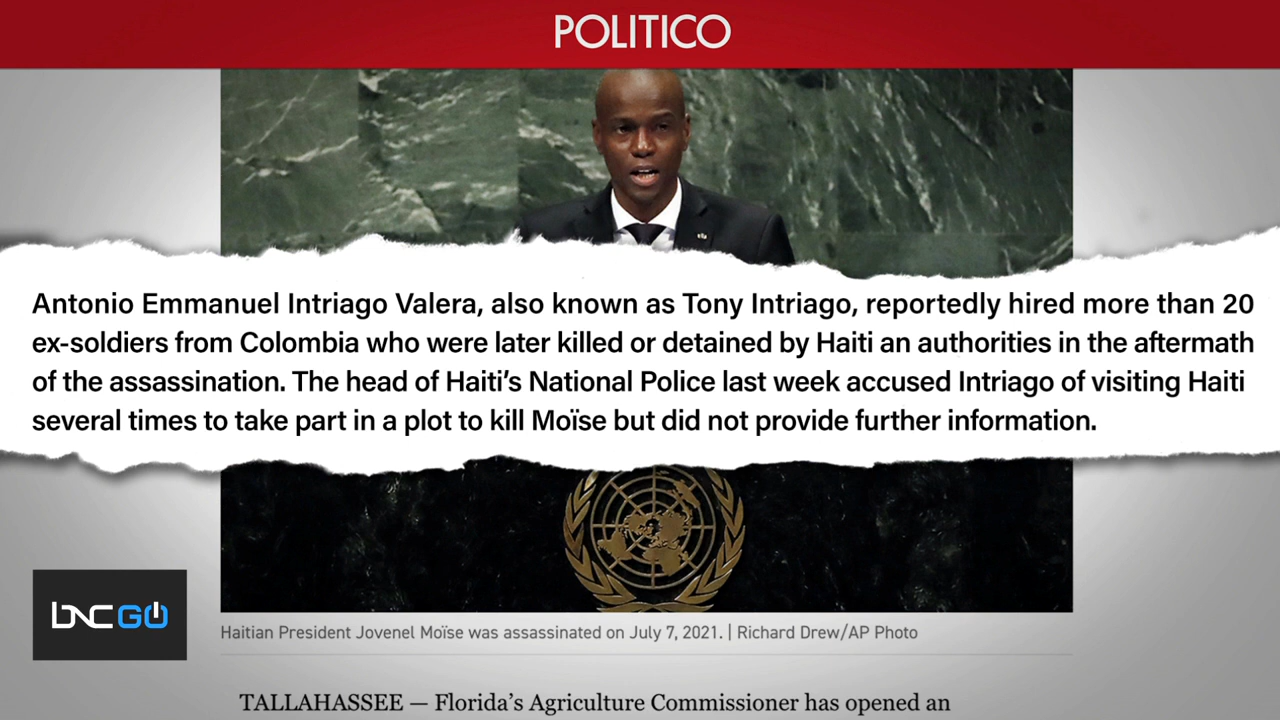 POLITICO
Antonio Emmanuel Intriago Valera, also known as Tony Intriago, reportedly hired more than 20
ex-soldiers from Colombia who were later killed or detained by Haiti an authorities in the aftermath
of the assassination. The head of Haiti's National Police last week accused Intriago of visiting Haiti
several times to take part in a plot to kill Moïse but did not provide further information.
BNC GO
Haitian President Jovenel Moïse was assassinated on July 7, 2021. | Richard Drew/AP Photo
TALLAHASSEE — Florida's Agriculture Commissioner has opened an